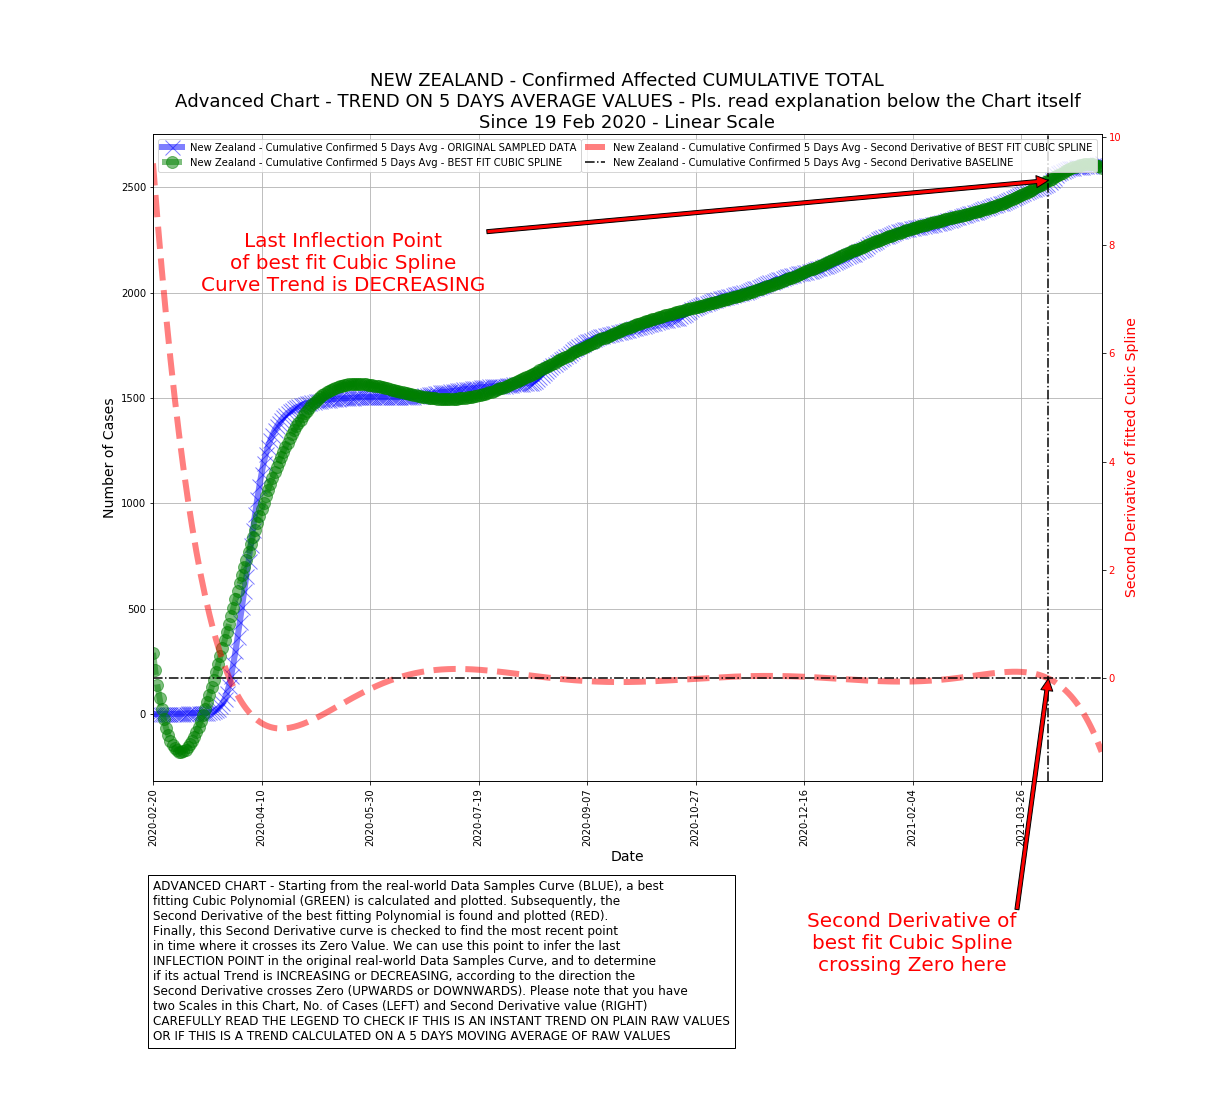 NEW ZEALAND - Confirmed Affected CUMULATIVE TOTAL
Advanced Chart - TREND ON 5 DAYS AVERAGE VALUES - Pls. read explanation below the Chart itself
Since 19 Feb 2020 - Linear Scale
New Zealand - Cumulative Confirmed 5 Days Avg - ORIGINAL SAMPLED DATA
New Zealand - Cumulative Confirmed 5 Days Avg - BEST FIT CUBIC SPLINE
New Zealand - Cumulative Confirmed 5 Days Avg - Second Derivative of BEST FIT CUBIC SPLINE
New Zealand - Cumulative Confirmed 5 Days Avg - Second Derivative BASELINE
Last Inflection Point
of best fit Cubic Spline
Curve Trend is DECREASING
Number of Cases
2500
2000
1500
1000
500
0
10
8
6
4
2
0
Second Derivative of fitted Cubic Spline
2020-02-20
2020-04-10
2020-05-30
2020-07-19
2020-09-07
2020-10-27
2020-12-16
2021-02-04
2021-03-26
Date
ADVANCED CHART - Starting from the real-world Data Samples Curve (BLUE), a best
fitting Cubic Polynomial (GREEN) is calculated and plotted. Subsequently, the
Second Derivative of the best fitting Polynomial is found and plotted (RED).
Finally, this Second Derivative curve is checked to find the most recent point
in time where it crosses its Zero Value. We can use this point to infer the last
INFLECTION POINT in the original real-world Data Samples Curve, and to determine
if its actual Trend is INCREASING or DECREASING, according to the direction the
Second Derivative crosses Zero (UPWARDS or DOWNWARDS). Please note that you have
two Scales in this Chart, No. of Cases (LEFT) and Second Derivative value (RIGHT)
CAREFULLY READ THE LEGEND TO CHECK IF THIS IS AN INSTANT TREND ON PLAIN RAW VALUES
OR IF THIS IS A TREND CALCULATED ON A 5 DAYS MOVING AVERAGE OF RAW VALUES
Second Derivative of
best fit Cubic Spline
crossing Zero here